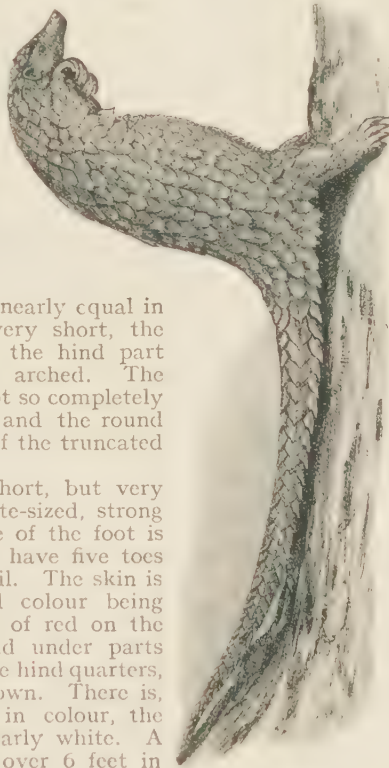 nearly equal in
very short, the
the hind part
arched. The
ot so completely
and the round
f the truncated
hort, but very
te-sized, strong
e of the foot is
have five toes
il. The skin is
l colour being
of red on the
d under parts
e hind quarters,
own. There is,
in colour, the
arly white. A
over 6 feet in